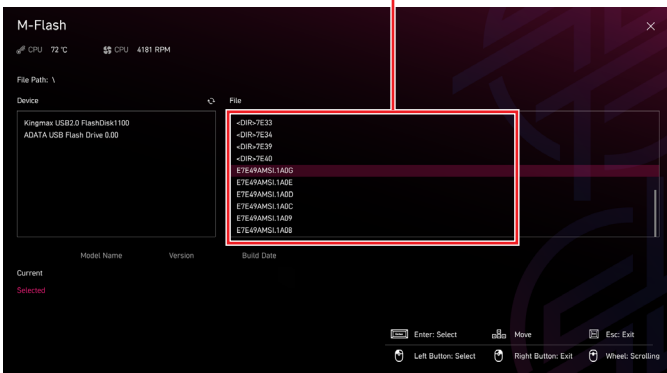 M-Flash
CPU 72 °C CPU 4181 RPM
File Path: \
Device File
Kingmax USB2.0 FlashDisk1100
ADATA USB Flash Drive 0.00
<DIR>7E33
<DIR>7E34
<DIR>7E39
<DIR>7E40
E7E49AMSI.1A0G
E7E49AMSI.1A0E
E7E49AMSI.1A0D
E7E49AMSI.1A0C
E7E49AMSI.1A09
E7E49AMSI.1A08
Model Name Version Build Date
Current
Selected
Enter: Select Move Esc: Exit
Left Button: Select Right Button: Exit Wheel: Scrolling